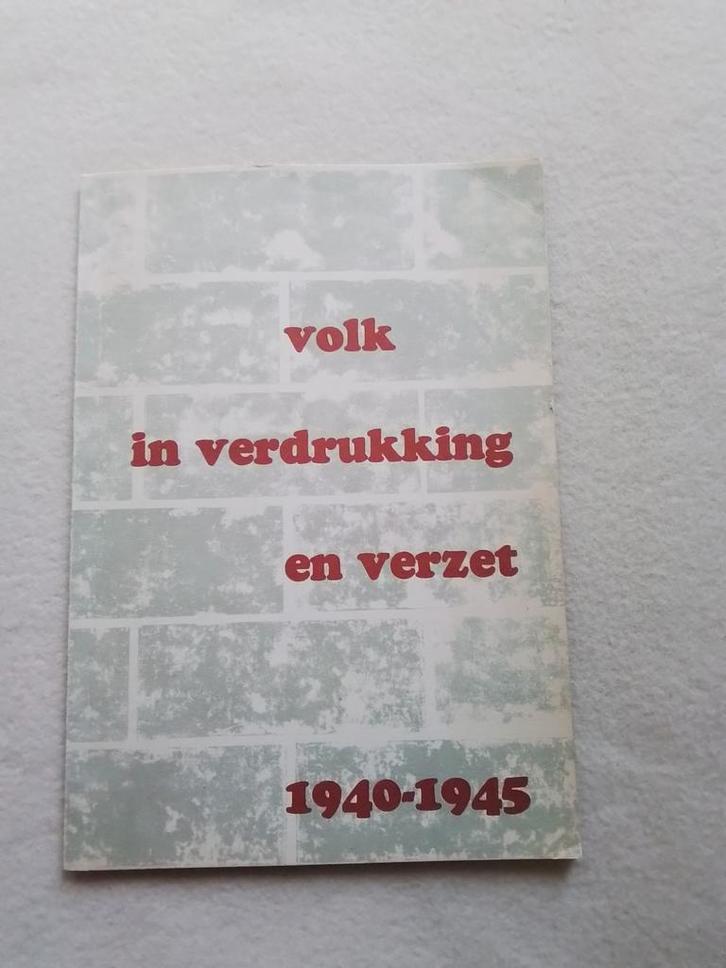 volk
in verdrukking
en verzet
1940-1945